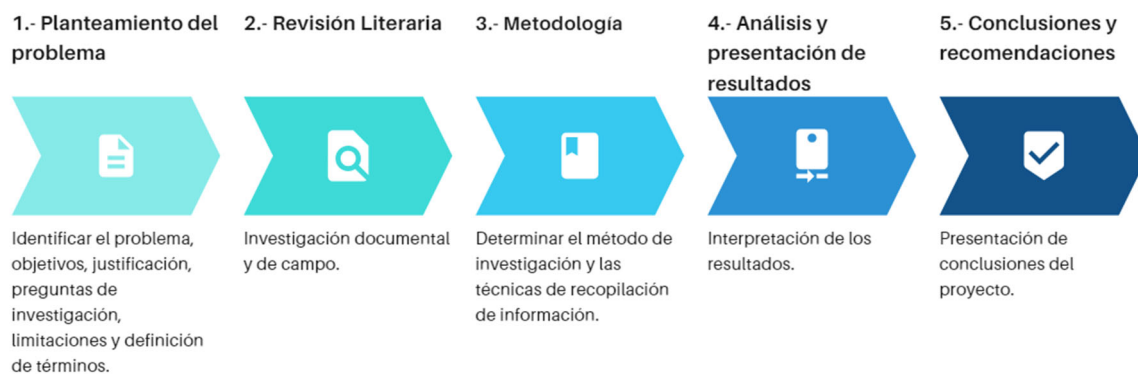 1.- Planteamiento del
problema
2.- Revisión Literaria
3.- Metodología
4.- Análisis y
presentación de
resultados
5.- Conclusiones y
recomendaciones
Identificar el problema,
objetivos, justificación,
preguntas de
investigación,
limitaciones y definición
de términos.
Investigación documental
y de campo.
Determinar el método de
investigación y las
técnicas de recopilación
de información.
Interpretación de los
resultados.
Presentación de
conclusiones del
proyecto.